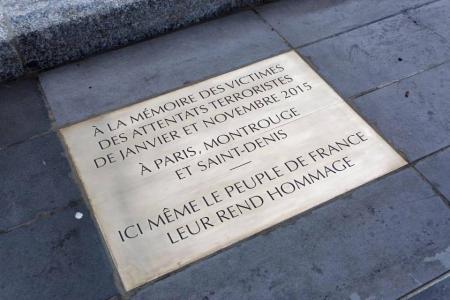 À LA MÉMOIRE DES VICTIMES
DES ATTENTATS TERRORISTES
DE JANVIER ET NOVEMBRE 2015
À PARIS, MONTROUGE
ET SAINT-DENIS
ICI MÊME LE PEUPLE DE FRANCE
LEUR REND HOMMAGE